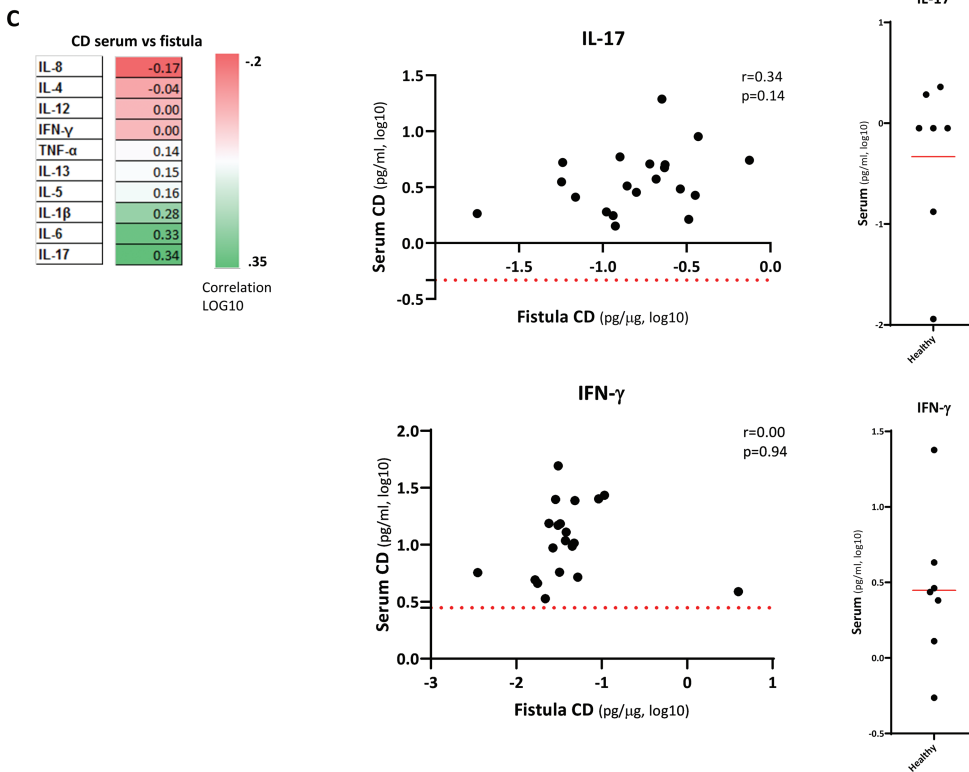 C
CD serum vs fistula
IL-8 -0.17
IL-4 -0.04
IL-12 0.00
IFN-γ 0.00
TNF-α 0.14
IL-13 0.15
IL-5 0.16
IL-1β 0.28
IL-6 0.33
IL-17 0.34
-.2
.35
Correlation
LOG10
IL-17
r=0.34
p=0.14
Serum CD (pg/ml, log10)
1.5
1.0
0.5
0.0
-0.5
-1.5 -1.0 -0.5 0.0
Fistula CD (pg/μg, log10)
IL-17
Serum (pg/ml, log10)
1
0
-1
-2
Healthy
IFN-γ
r=0.00
p=0.94
Serum CD (pg/ml, log10)
2.0
1.5
1.0
0.5
0.0
-3 -2 -1 0 1
Fistula CD (pg/μg, log10)
IFN-γ
Serum (pg/ml, log10)
1.5
1.0
0.5
0.0
-0.5
Healthy